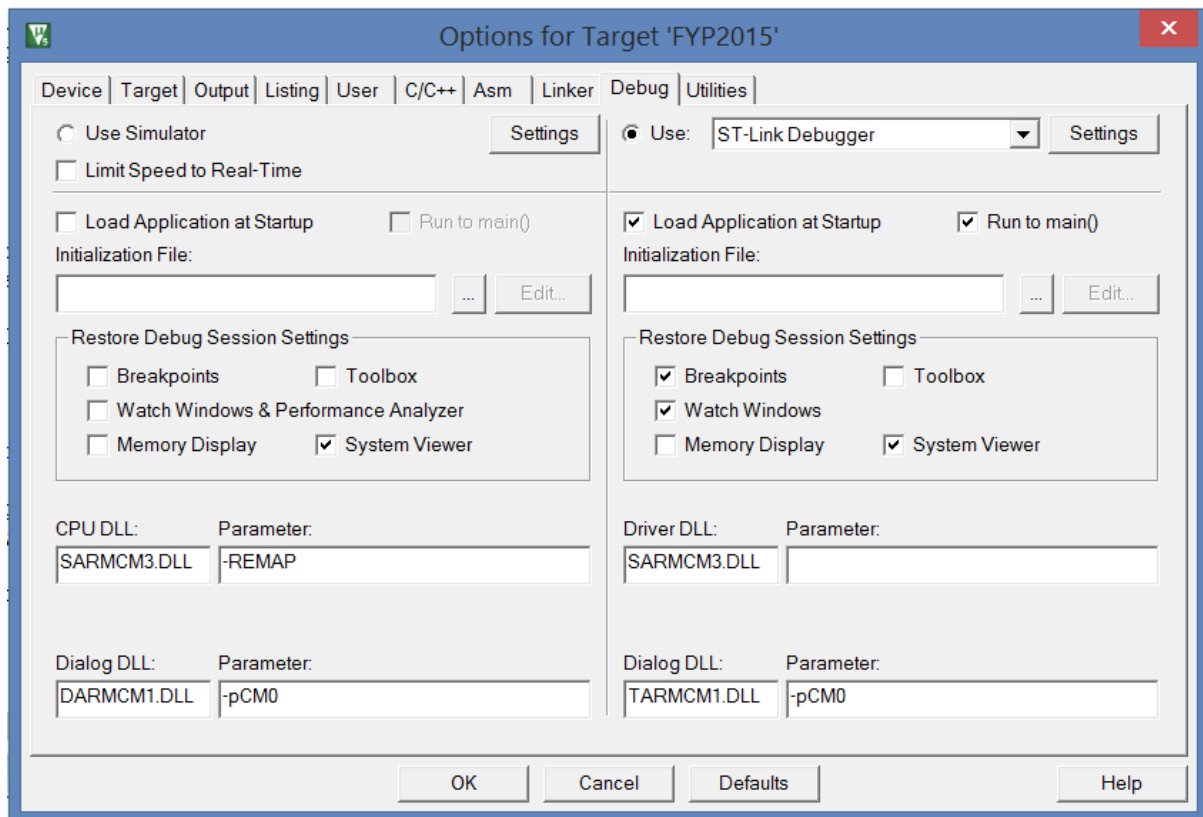 Options for Target 'FYP2015'
Device Target Output Listing User C/C++ Asm Linker Debug Utilities
Use Simulator Settings
Limit Speed to Real-Time
Load Application at Startup Run to main()
Initialization File:
... Edit...
Restore Debug Session Settings
Breakpoints Toolbox
Watch Windows & Performance Analyzer
Memory Display System Viewer
CPU DLL: Parameter:
SARMCM3.DLL -REMAP
Dialog DLL: Parameter:
DARMCM1.DLL -pCM0
Use: ST-Link Debugger Settings
Load Application at Startup Run to main()
Initialization File:
... Edit...
Restore Debug Session Settings
Breakpoints Toolbox
Watch Windows
Memory Display System Viewer
Driver DLL: Parameter:
SARMCM3.DLL
Dialog DLL: Parameter:
TARMCM1.DLL -pCM0
OK Cancel Defaults Help